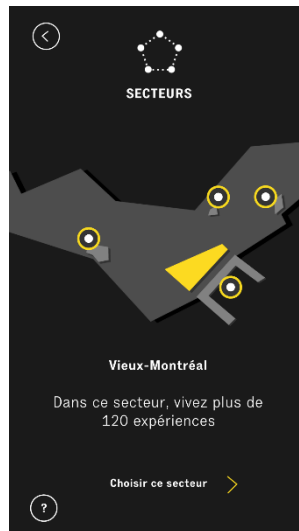 SECTEURS
Vieux-Montréal
Dans ce secteur, vivez plus de
120 expériences
Choisir ce secteur
?